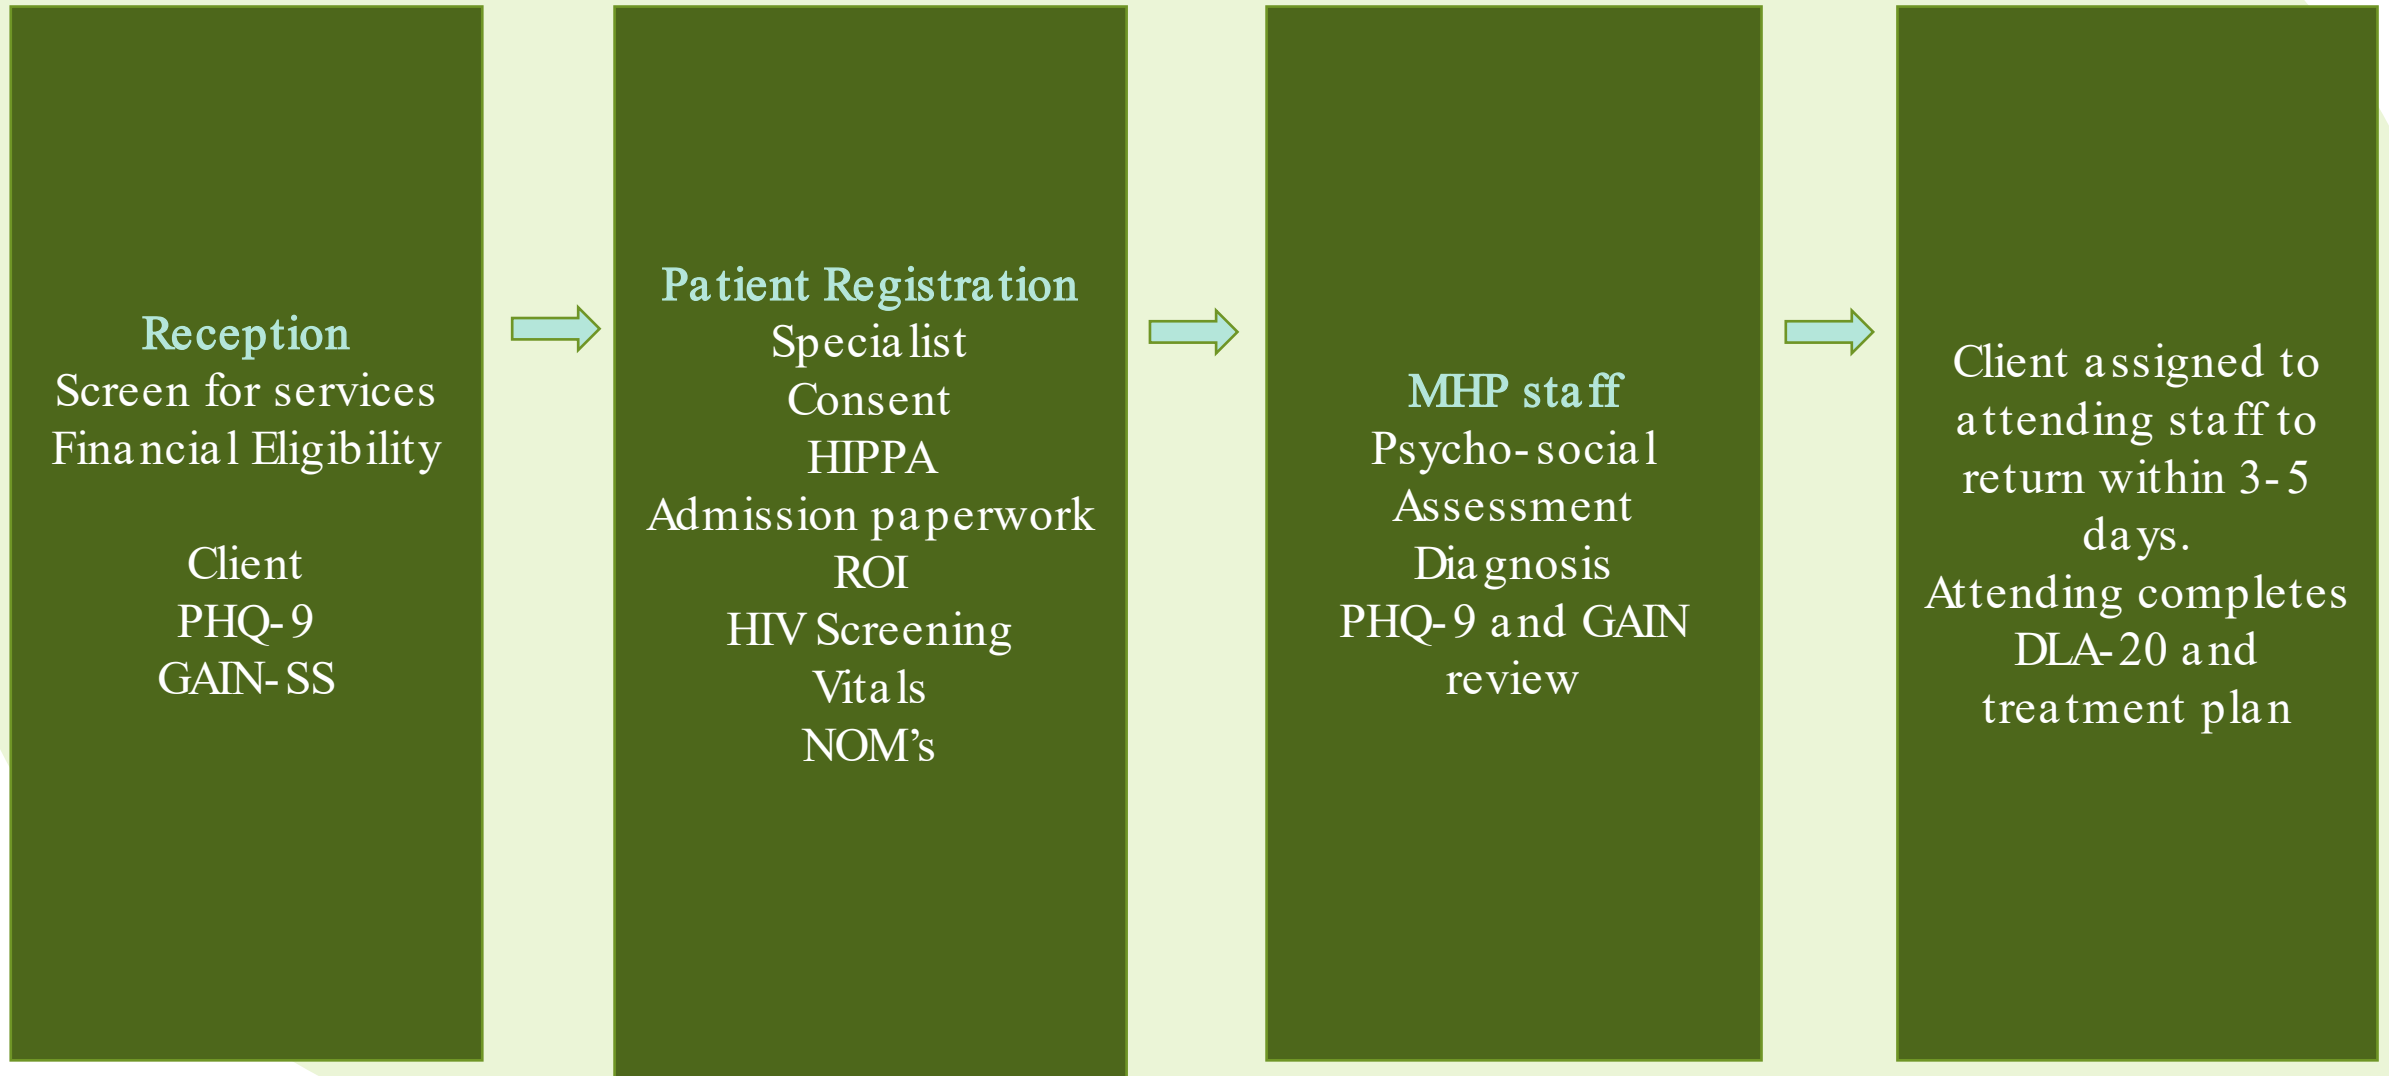 Reception
Screen for services
Financial Eligibility
Client
PHQ-9
GAIN-SS
Patient Registration
Specialist
Consent
HIPPA
Admission paperwork
ROI
HIV Screening
Vitals
NOM’s
MHP staff
Psycho-social
Assessment
Diagnosis
PHQ-9 and GAIN
review
Client assigned to
attending staff to
return within 3-5
days.
Attending completes
DLA-20 and
treatment plan